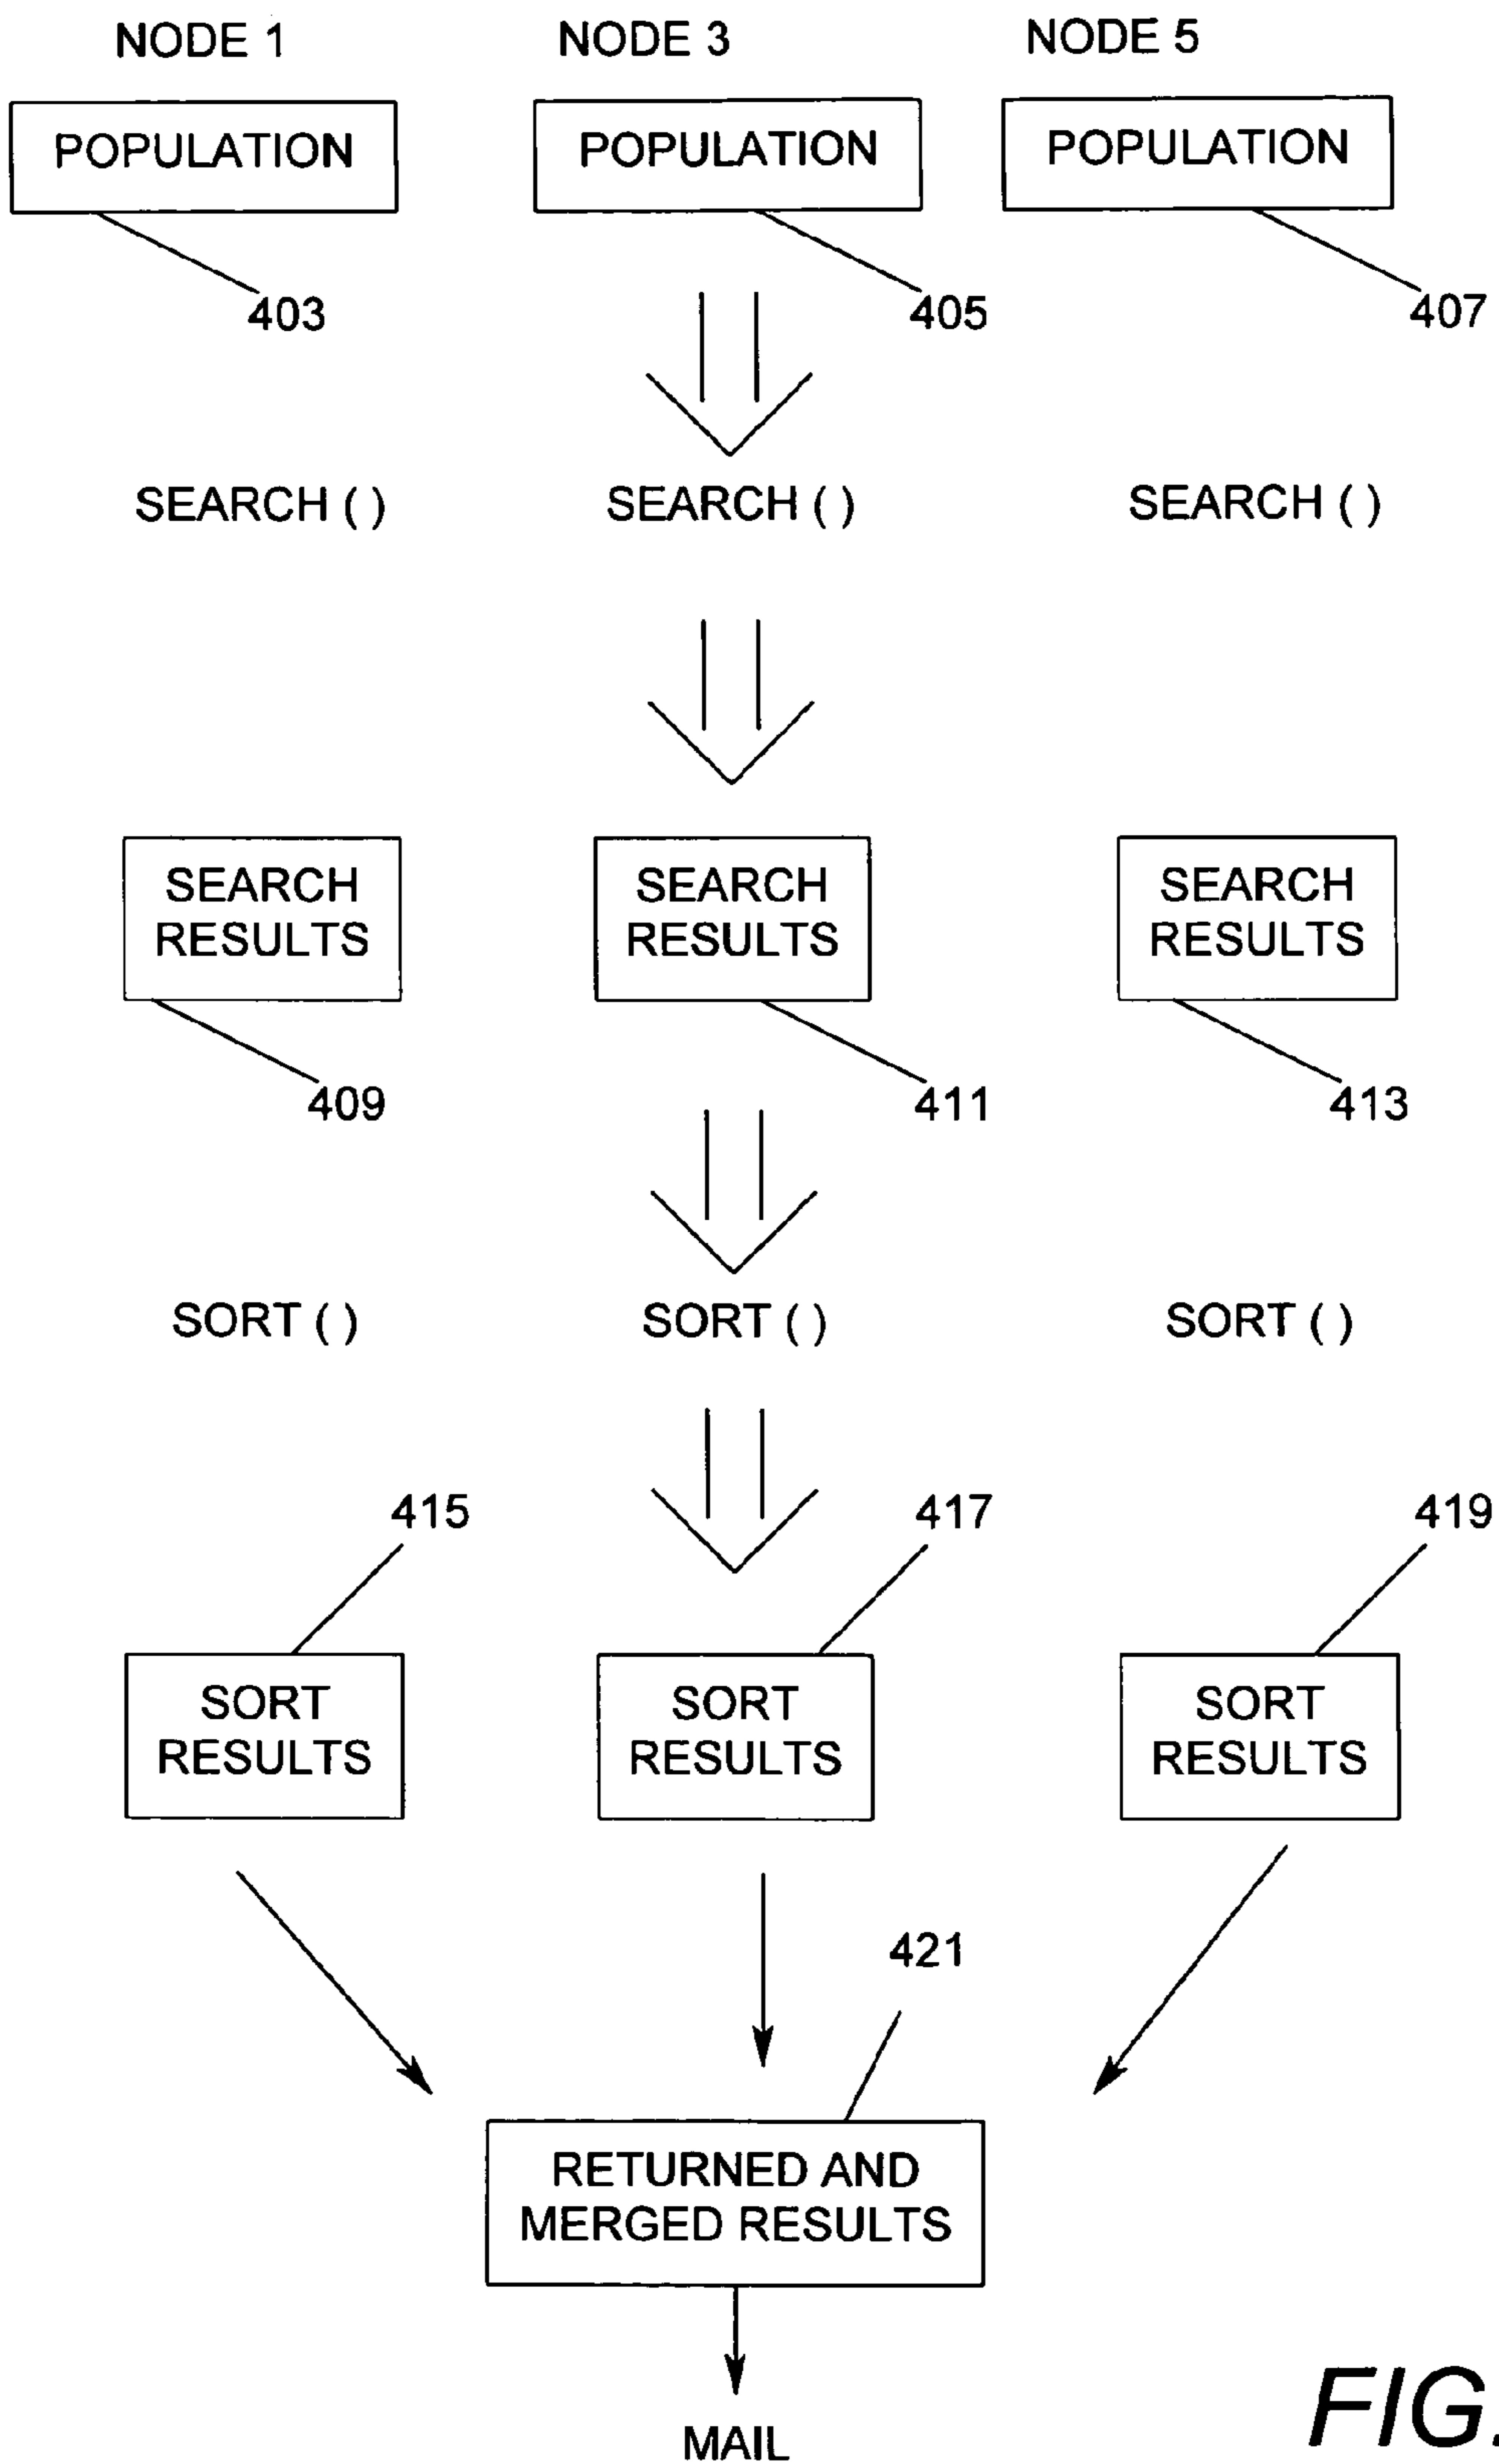 NODE 1 NODE 3 NODE 5
POPULATION POPULATION POPULATION
403 405 407
SEARCH ( ) SEARCH ( ) SEARCH ( )
SEARCH RESULTS SEARCH RESULTS SEARCH RESULTS
409 411 413
SORT ( ) SORT ( ) SORT ( )
415 417 419
SORT RESULTS SORT RESULTS SORT RESULTS
421
RETURNED AND
MERGED RESULTS
MAIL
FIG.